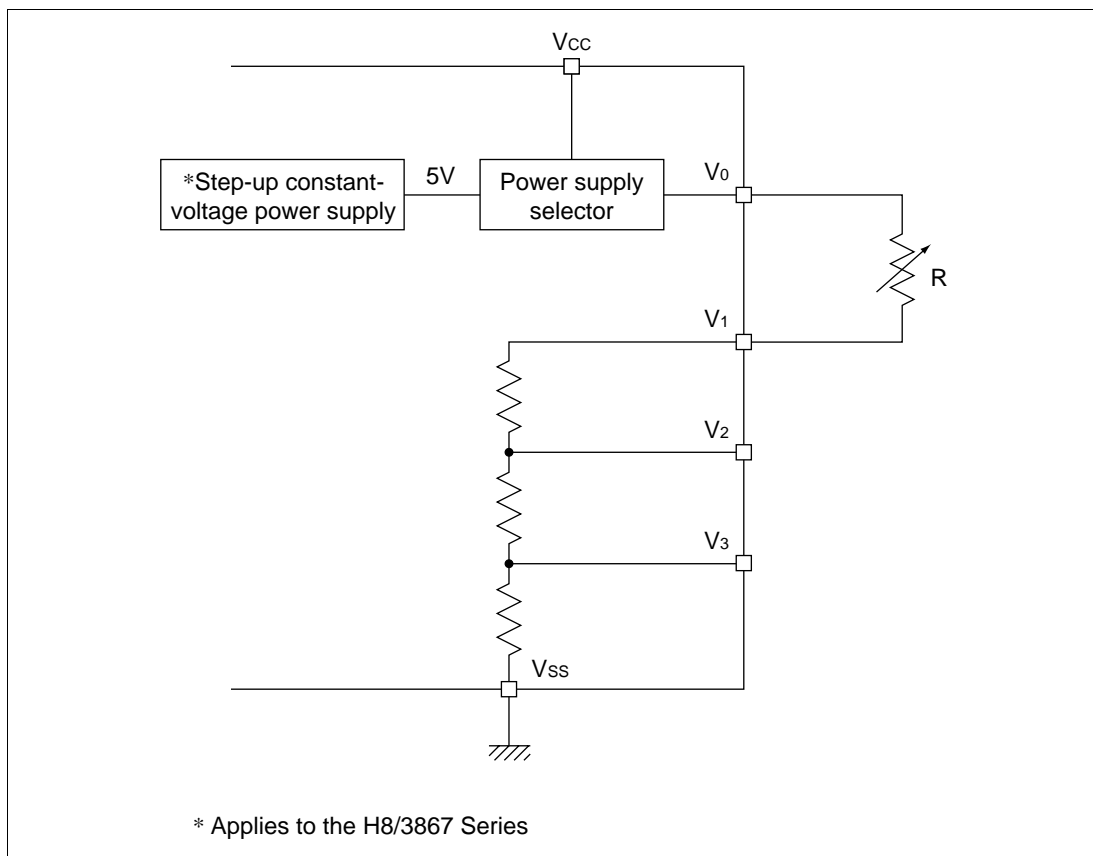 VCC
*Step-up constant-
voltage power supply
5V
Power supply
selector
V0
R
V1
V2
V3
VSS
* Applies to the H8/3867 Series